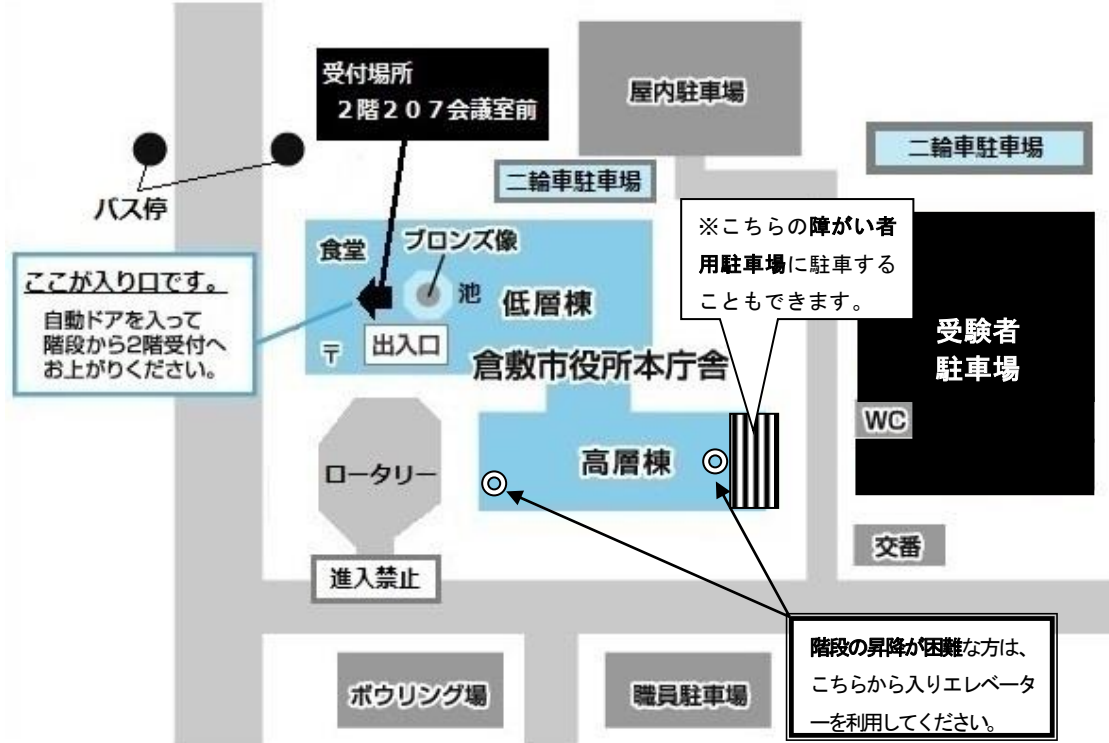 受付場所
２階２０７会議室前
屋内駐車場
二輪車駐車場
バス停
二輪車駐車場
食堂
ブロンズ像
※こちらの障がい者
用駐車場に駐車する
こともできます。
ここが入り口です。
自動ドアを入って
階段から2階受付へ
お上がりください。
池
低層棟
〒
出入口
倉敷市役所本庁舎
受験者
駐車場
WC
高層棟
ロータリー
交番
進入禁止
階段の昇降が困難な方は、
こちらから入りエレベータ
ーを利用してください。
ボウリング場
職員駐車場